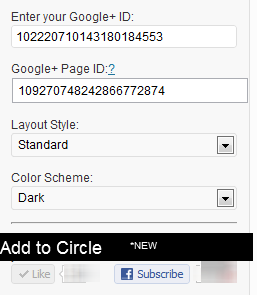 Enter your Google+ ID:
102220710143180184553
Google+ Page ID:?
109270748242866772874
Layout Style:
Standard
Color Scheme:
Dark
Add to Circle *NEW
Like
Subscribe